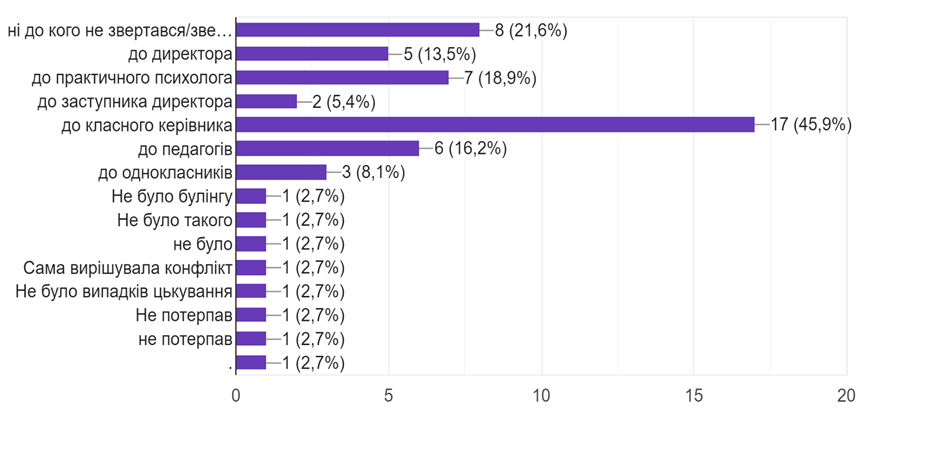 ні до кого не звертався/зве… 8 (21,6%)
до директора 5 (13,5%)
до практичного психолога 7 (18,9%)
до заступника директора 2 (5,4%)
до класного керівника 17 (45,9%)
до педагогів 6 (16,2%)
до однокласників 3 (8,1%)
Не було булінгу 1 (2,7%)
Не було такого 1 (2,7%)
не було 1 (2,7%)
Сама вирішувала конфлікт 1 (2,7%)
Не було випадків цькування 1 (2,7%)
Не потерпав 1 (2,7%)
не потерпав 1 (2,7%)
. 1 (2,7%)
0 5 10 15 20